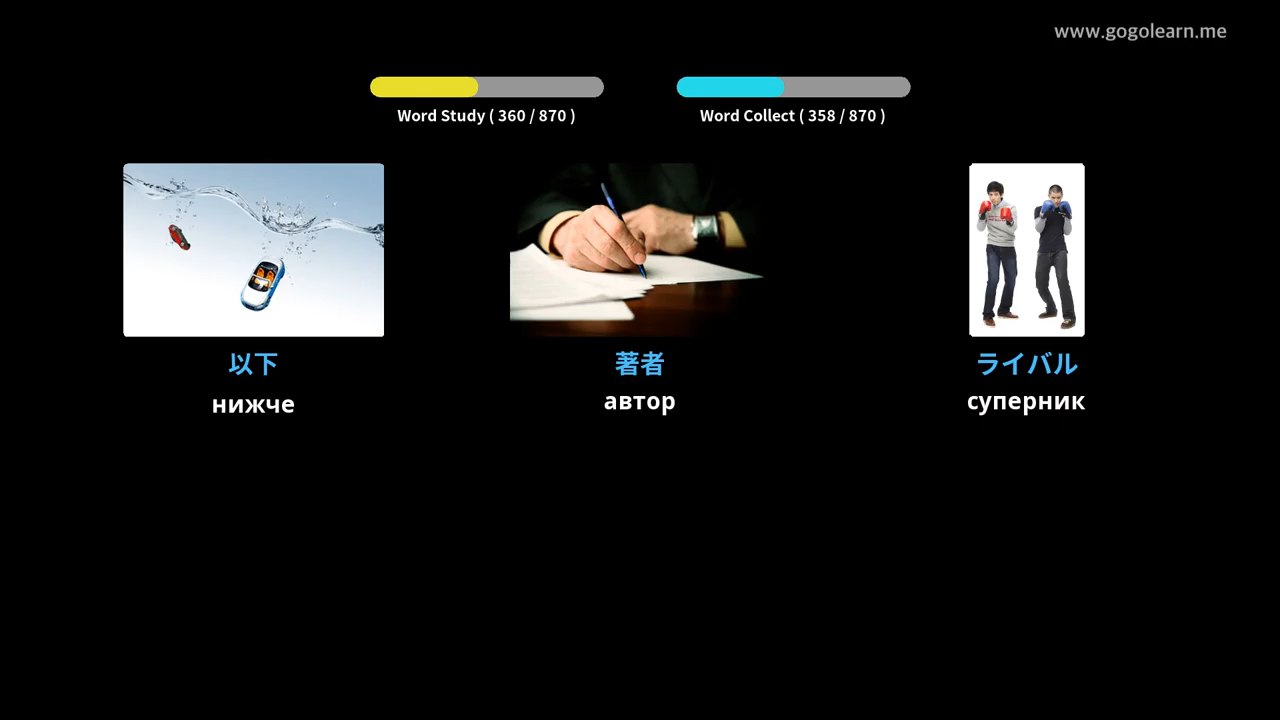 www.gogolearn.me
Word Study ( 360 / 870 )
Word Collect ( 358 / 870 )
以下
著者
ライバル
нижче
автор
суперник